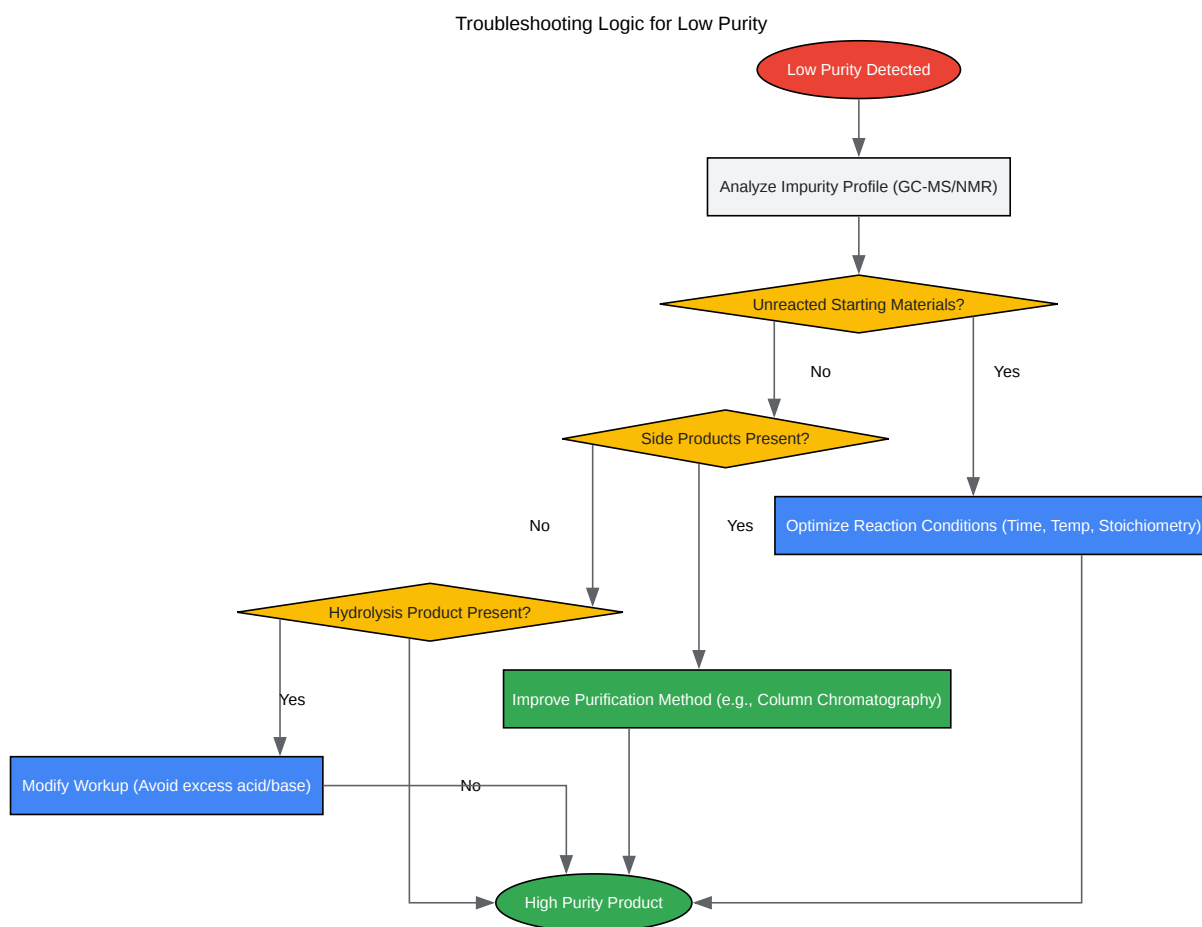 Troubleshooting Logic for Low Purity
Low Purity Detected
Analyze Impurity Profile (GC-MS/NMR)
Unreacted Starting Materials?
No
Yes
Side Products Present?
No
Yes
Optimize Reaction Conditions (Time, Temp, Stoichiometry)
Hydrolysis Product Present?
Yes
Improve Purification Method (e.g., Column Chromatography)
Modify Workup (Avoid excess acid/base)
No
High Purity Product